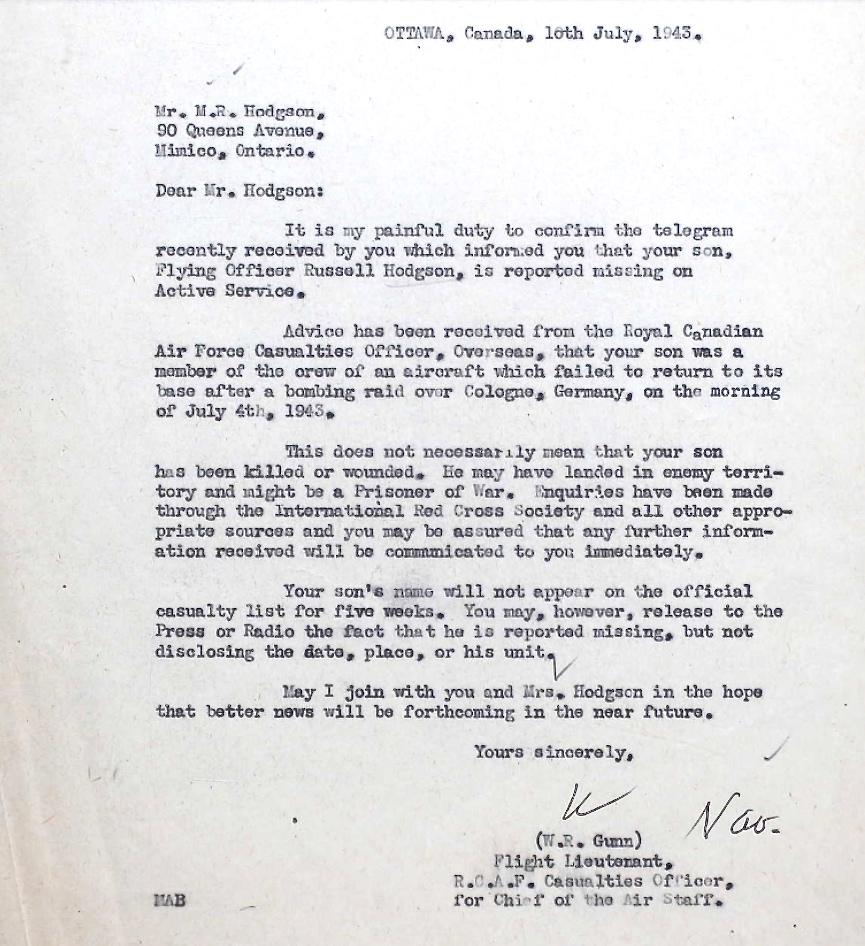 OTTAWA, Canada, 10th July, 1943.
Mr. M.R. Hodgson,
90 Queens Avenue,
Mimico, Ontario.
Dear Mr. Hodgson:
It is my painful duty to confirm the telegram
recently received by you which informed you that your son,
Flying Officer Russell Hodgson, is reported missing on
Active Service.
Advice has been received from the Royal Canadian
Air Force Casualties Officer, Overseas, that your son was a
member of the crew of an aircraft which failed to return to its
base after a bombing raid over Cologne, Germany, on the morning
of July 4th, 1943.
This does not necessarily mean that your son
has been killed or wounded. He may have landed in enemy terri-
tory and might be a Prisoner of War. Enquiries have been made
through the International Red Cross Society and all other appro-
priate sources and you may be assured that any further inform-
ation received will be communicated to you immediately.
Your son's name will not appear on the official
casualty list for five weeks. You may, however, release to the
Press or Radio the fact that he is reported missing, but not
disclosing the date, place, or his unit.
May I join with you and Mrs. Hodgson in the hope
that better news will be forthcoming in the near future.
Yours sincerely,
Nav.
(W.R. Gunn)
Flight Lieutenant,
R.C.A.F. Casualties Officer,
MAB for Chief of the Air Staff.